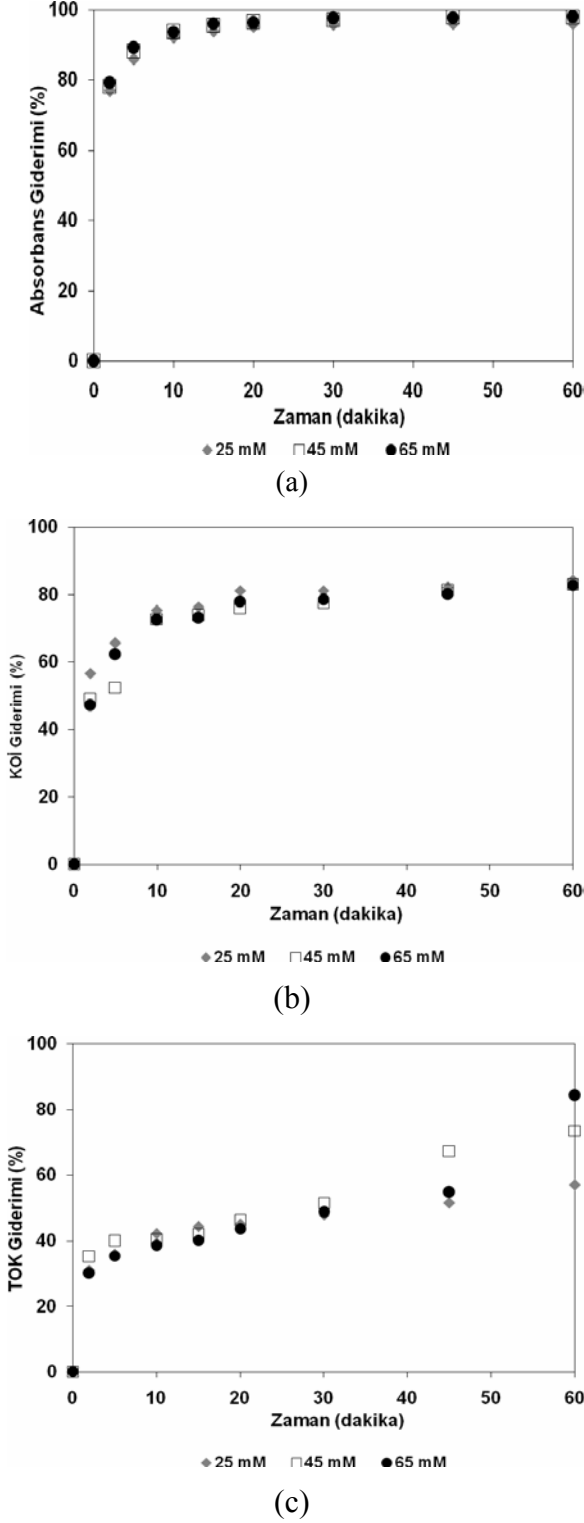 100
80
60
40
20
0
Absorbans Giderimi (%)
0 10 20 30 40 50 60
Zaman (dakika)
25 mM 45 mM 65 mM
(a)
100
80
60
40
20
0
KOİ Giderimi (%)
0 10 20 30 40 50 60
Zaman (dakika)
25 mM 45 mM 65 mM
(b)
100
80
60
40
20
0
TOK Giderimi (%)
0 10 20 30 40 50 60
Zaman (dakika)
25 mM 45 mM 65 mM
(c)